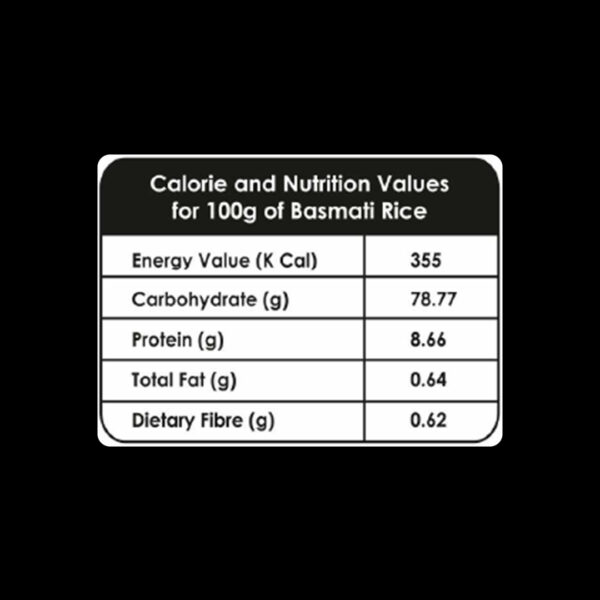 Calorie and Nutrition Values
for 100g of Basmati Rice
Energy Value (K Cal) 355
Carbohydrate (g) 78.77
Protein (g) 8.66
Total Fat (g) 0.64
Dietary Fibre (g) 0.62